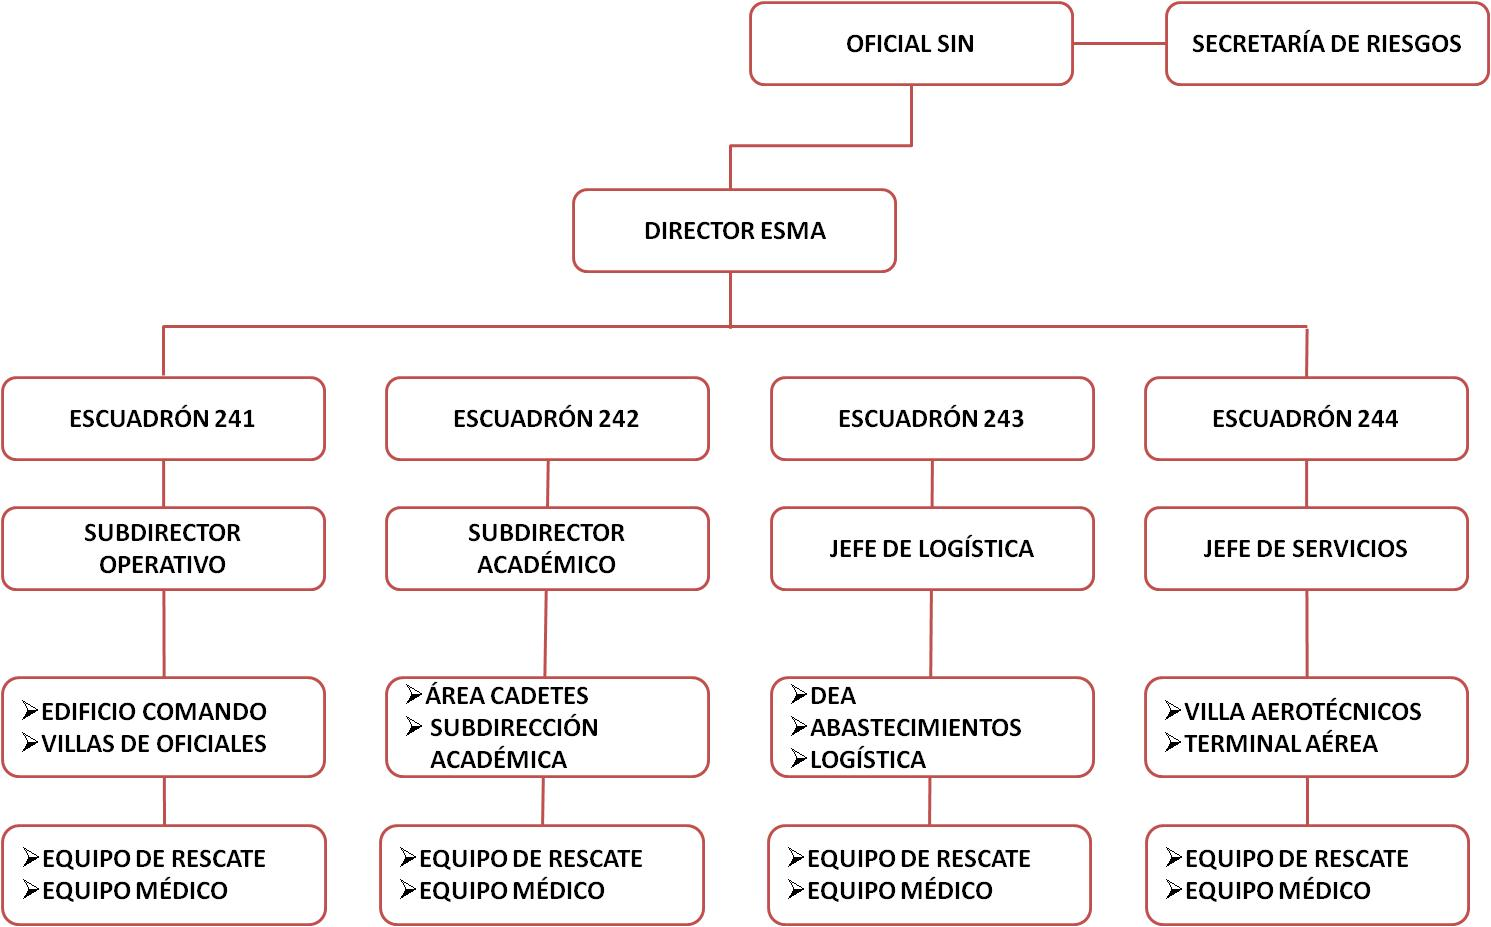 OFICIAL SIN
SECRETARÍA DE RIESGOS
DIRECTOR ESMA
ESCUADRÓN 241
ESCUADRÓN 242
ESCUADRÓN 243
ESCUADRÓN 244
SUBDIRECTOR
OPERATIVO
SUBDIRECTOR
ACADÉMICO
JEFE DE LOGÍSTICA
JEFE DE SERVICIOS
➢EDIFICIO COMANDO
➢VILLAS DE OFICIALES
➢ÁREA CADETES
➢ SUBDIRECCIÓN
ACADÉMICA
➢DEA
➢ABASTECIMIENTOS
➢LOGÍSTICA
➢VILLA AEROTÉCNICOS
➢TERMINAL AÉREA
➢EQUIPO DE RESCATE
➢EQUIPO MÉDICO
➢EQUIPO DE RESCATE
➢EQUIPO MÉDICO
➢EQUIPO DE RESCATE
➢EQUIPO MÉDICO
➢EQUIPO DE RESCATE
➢EQUIPO MÉDICO